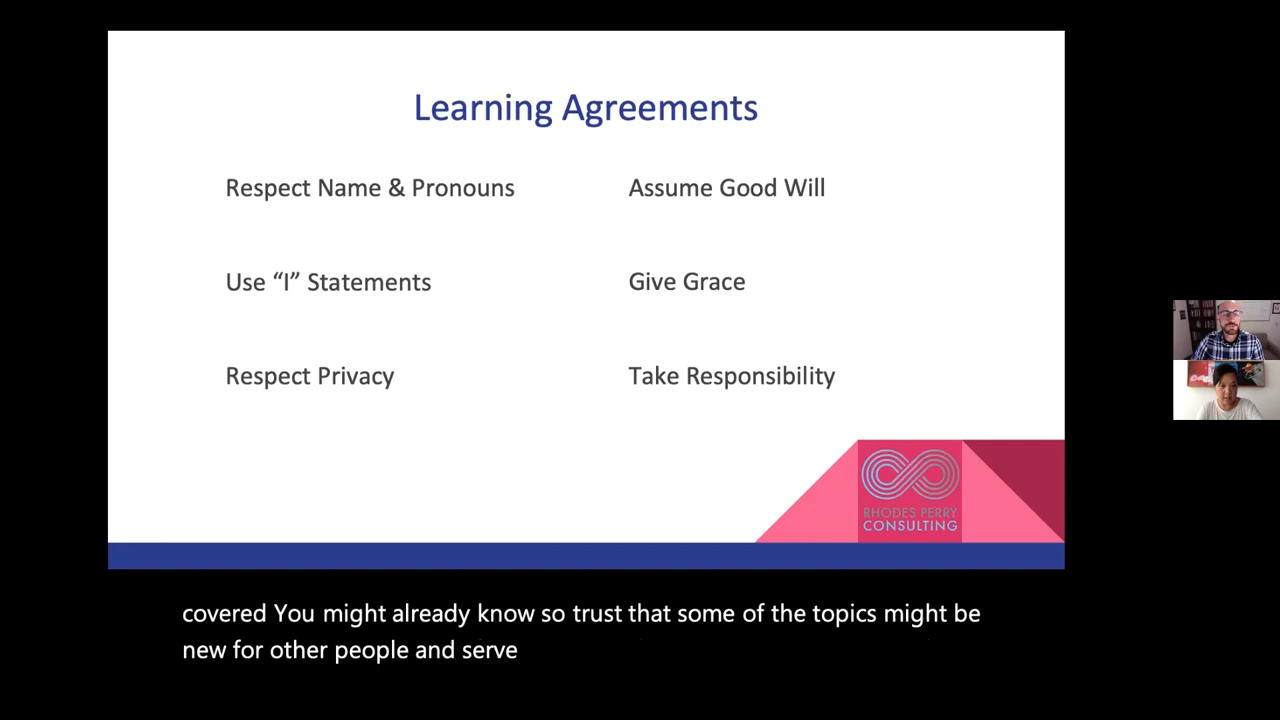 Learning Agreements
Respect Name & Pronouns
Assume Good Will
Use “I” Statements
Give Grace
Respect Privacy
Take Responsibility
RHODES PERRY
CONSULTING
covered You might already know so trust that some of the topics might be
new for other people and serve